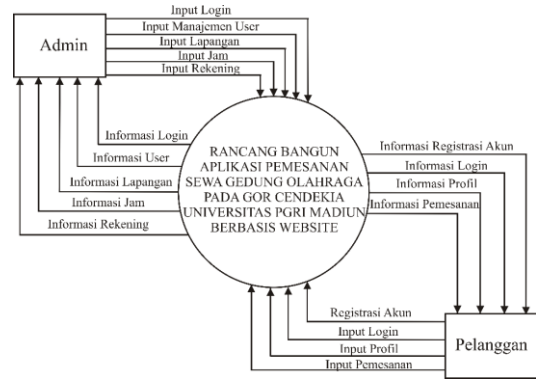 Input Login
Input Manajemen User
Input Lapangan
Input Jam
Input Rekening
Admin
Informasi Login
Informasi User
Informasi Lapangan
Informasi Jam
Informasi Rekening
RANCANG BANGUN
APLIKASI PEMESANAN
SEWA GEDUNG OLAHRAGA
PADA GOR CENDEKIA
UNIVERSITAS PGRI MADIUN
BERBASIS WEBSITE
Informasi Registrasi Akun
Informasi Login
Informasi Profil
Informasi Pemesanan
Registrasi Akun
Input Login
Input Profil
Input Pemesanan
Pelanggan